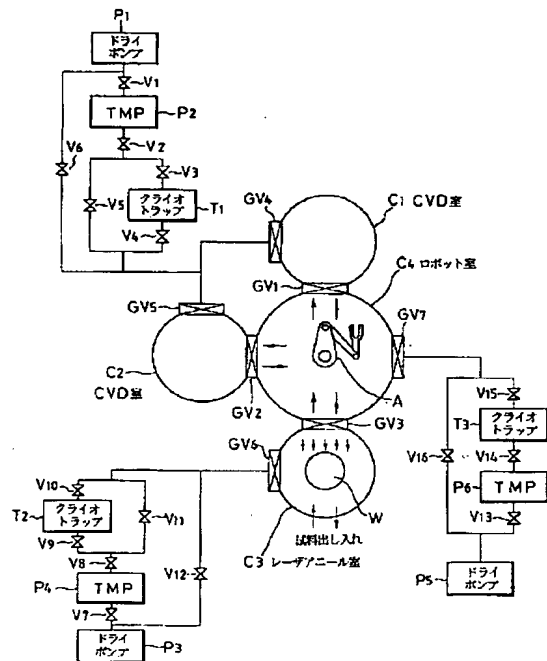 P1
ドライ
ポンプ
V1
TMP
P2
V2
V6
V3
V5
クライオ
トラップ
T1
V4
GV4
C1 CVD室
C4 ロボット室
GV1
GV5
GV7
C2
CVD室
GV2
A
GV3
V15
T3
クライオ
トラップ
V16
V14
P6
TMP
V13
P5
ドライ
ポンプ
GV6
W
試料出し入れ
C3 レーザアニール室
V10
T2
クライオ
トラップ
V11
V9
V8
V12
P4
TMP
V7
ドライ
ポンプ
P3